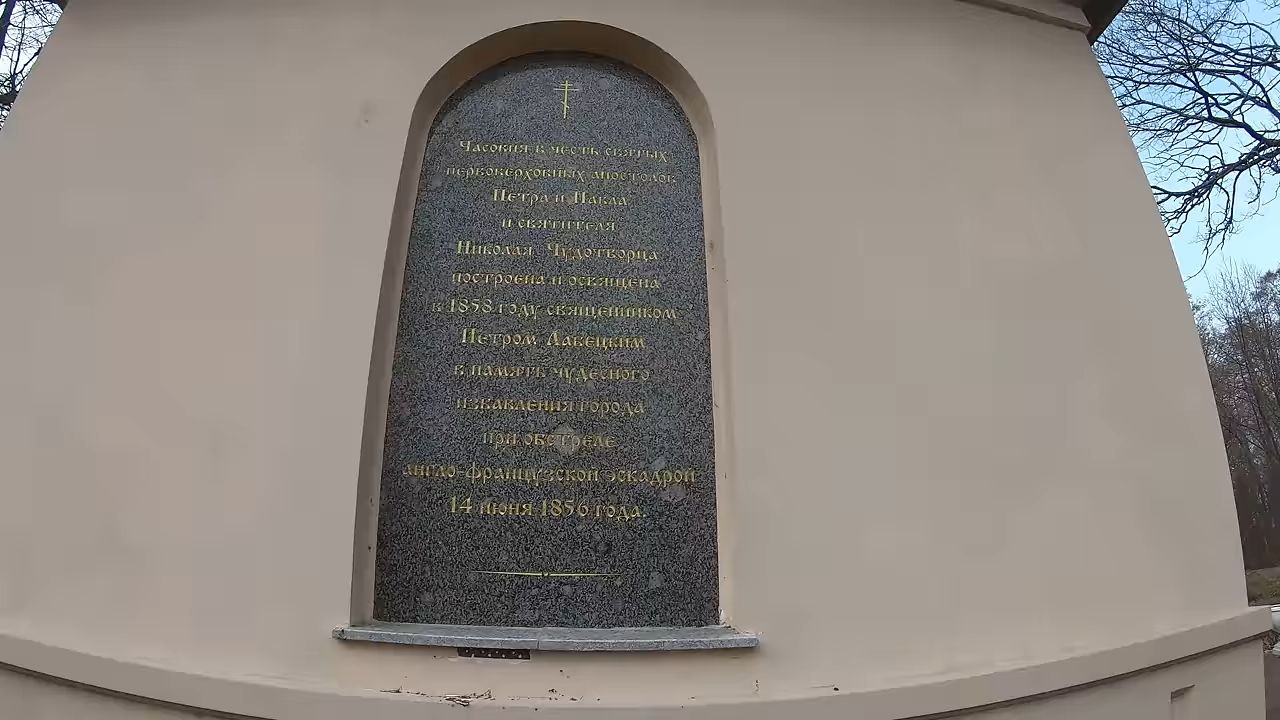 Часовня в честь святых
первоверховных апостолов
Петра и Павла
и святителя
Николая Чудотворца
построена и освящена
в 1858 году священником
Петром Лабецким
в память чудесного
избавления города
при обстреле
англо-французской эскадрой
14 июня 1856 года.